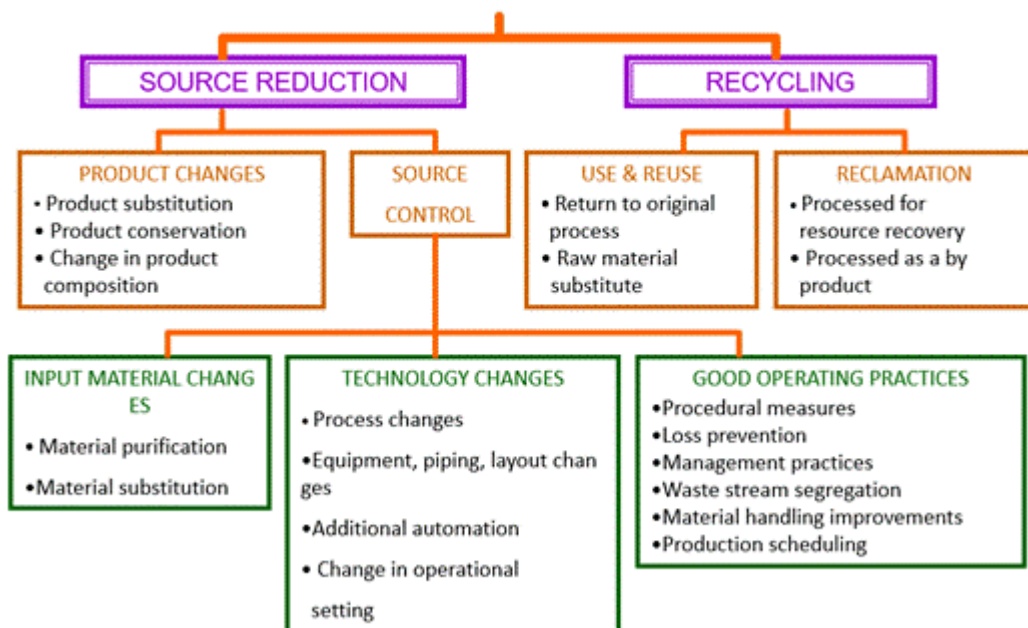 SOURCE REDUCTION
RECYCLING
PRODUCT CHANGES
• Product substitution
• Product conservation
• Change in product
composition
SOURCE
CONTROL
USE & REUSE
• Return to original
process
• Raw material
substitute
RECLAMATION
• Processed for
resource recovery
• Processed as a by
product
INPUT MATERIAL CHANG
ES
• Material purification
•Material substitution
TECHNOLOGY CHANGES
• Process changes
•Equipment, piping, layout chan
ges
•Additional automation
• Change in operational
setting
GOOD OPERATING PRACTICES
•Procedural measures
•Loss prevention
•Management practices
•Waste stream segregation
•Material handling improvements
•Production scheduling